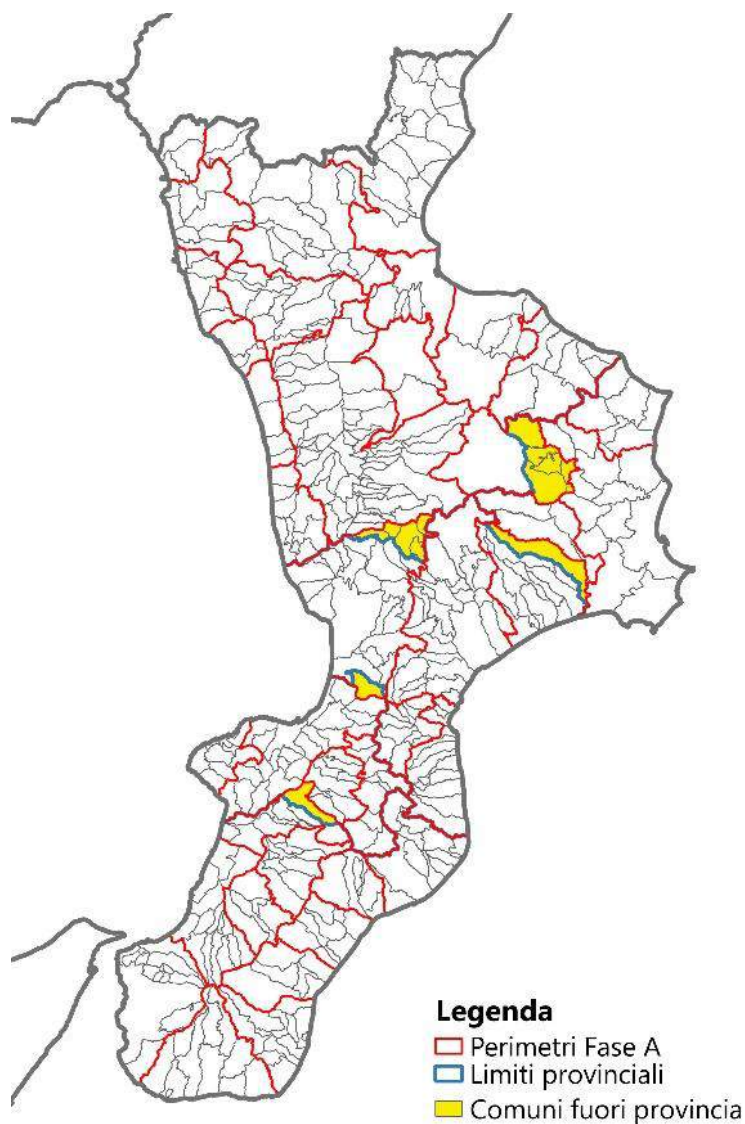 Legenda
Perimetri Fase A
Limiti provinciali
Comuni fuori provincia